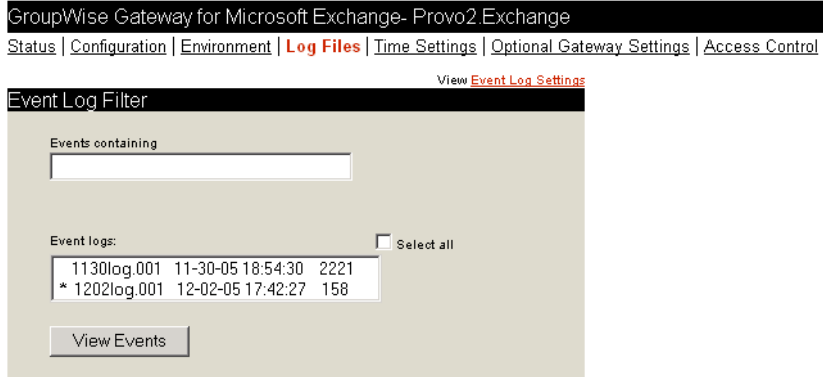 GroupWise Gateway for Microsoft Exchange- Provo2.Exchange
Status | Configuration | Environment | Log Files | Time Settings | Optional Gateway Settings | Access Control
View Event Log Settings
Event Log Filter
Events containing
Event logs: Select all
1130log.001 11-30-05 18:54:30 2221
* 1202log.001 12-02-05 17:42:27 158
View Events